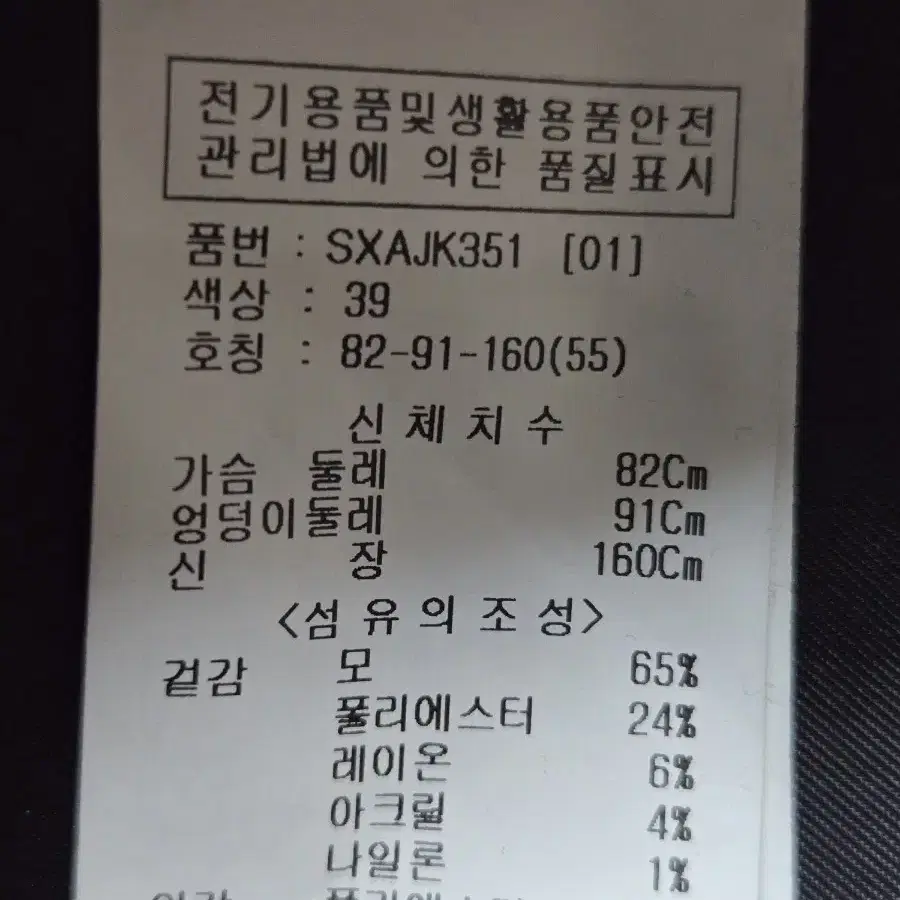 전기용품및생활용품안전
관리법에 의한 품질표시
품번 : SXAJK351 [01]
색상 : 39
호칭 : 82-91-160(55)
신 체 치 수
가슴 둘레 82Cm
엉덩이둘레 91Cm
신 장 160Cm
<섬 유 의 조 성>
겉감 모 65%
폴리에스터 24%
레이온 6%
아크릴 4%
나일론 1%